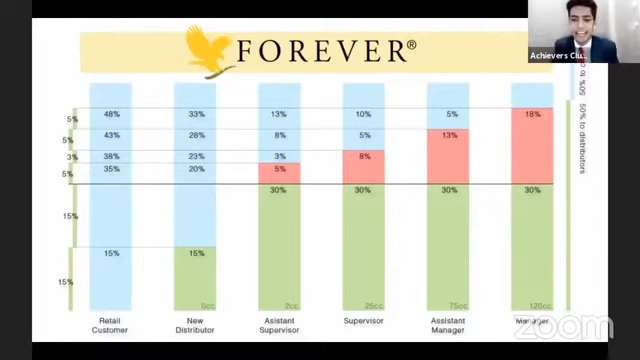 FOREVER®
Achievers Clu...
5% 48% 33% 13% 10% 5% 18%
5% 43% 28% 8% 5% 13%
3% 38% 23% 3% 8%
5% 35% 20% 5%
30% 30% 30% 30%
15%
15% 15%
15%
0cc 2cc 25cc 75cc 120cc
Retail Customer
New Distributor
Asistant Supervisor
Supervisor
Assistant Manager
Manager
50% to distributors
zoom